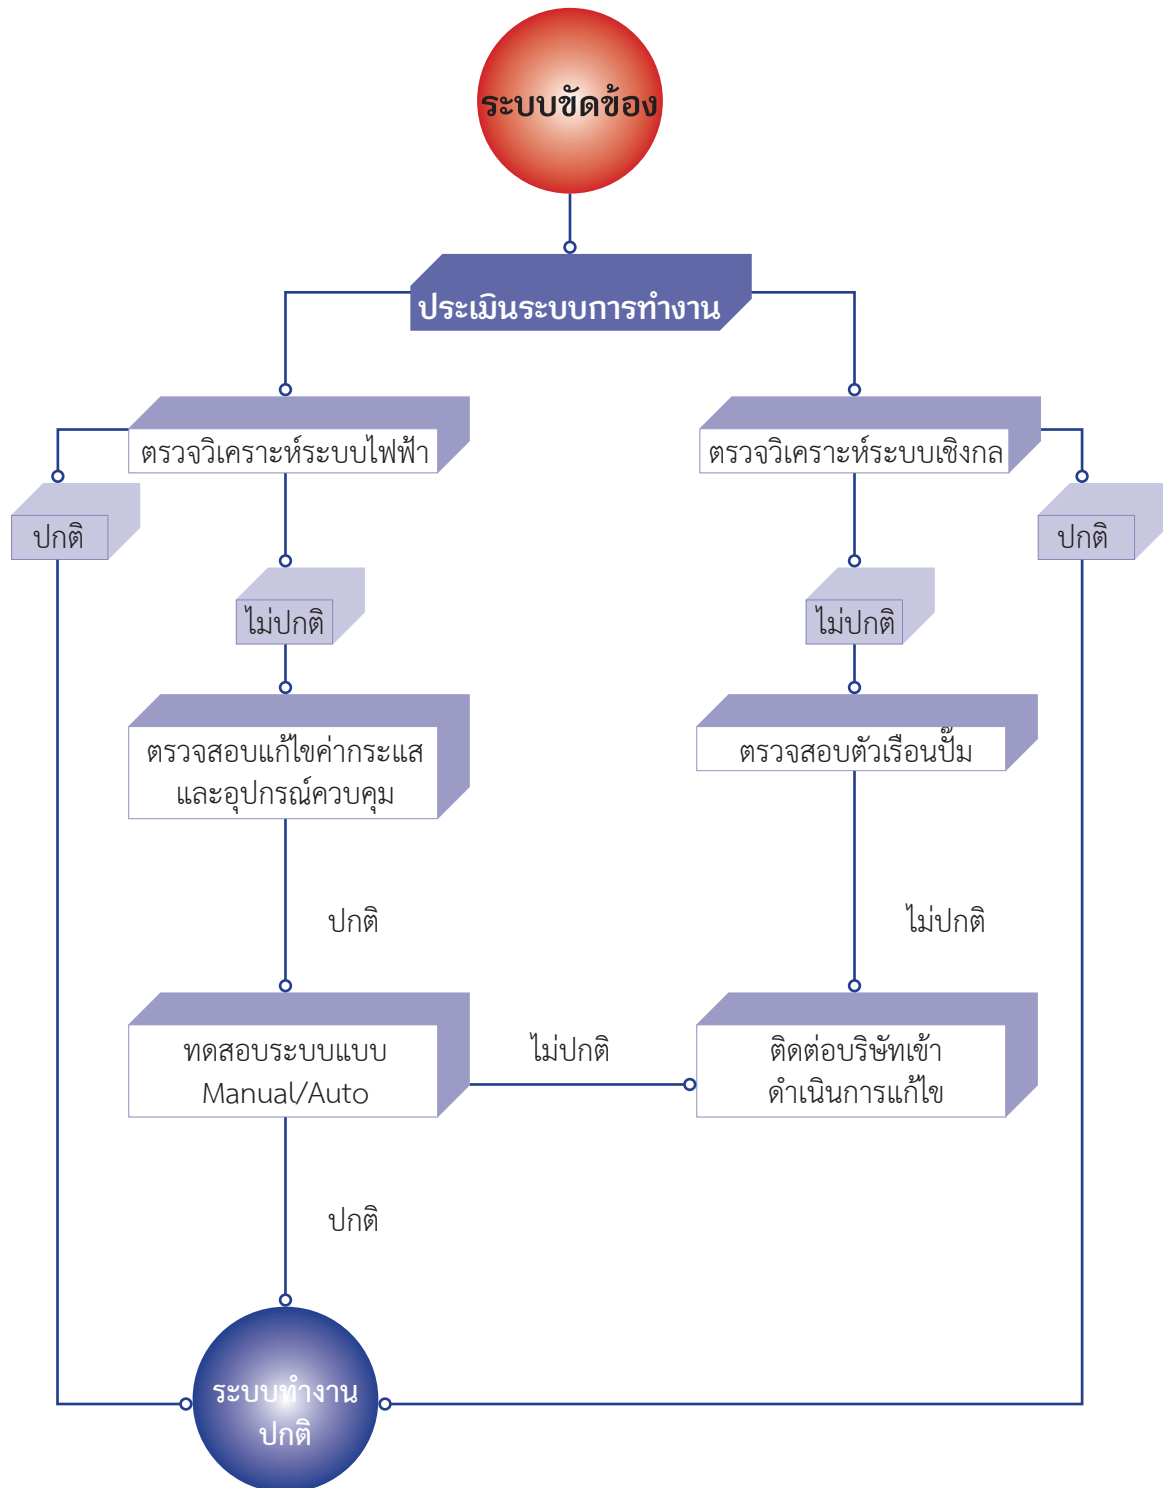 ระบบขัดข้อง
ประเมินระบบการทำงาน
ตรวจวิเคราะห์ระบบไฟฟ้า
ตรวจวิเคราะห์ระบบเชิงกล
ปกติ
ปกติ
ไม่ปกติ
ไม่ปกติ
ตรวจสอบแก้ไขค่ากระแส
และอุปกรณ์ควบคุม
ตรวจสอบตัวเรือนปั๊ม
ปกติ
ไม่ปกติ
ทดสอบระบบแบบ
Manual/Auto
ไม่ปกติ
ติดต่อบริษัทเข้า
ดำเนินการแก้ไข
ปกติ
ระบบทำงาน
ปกติ